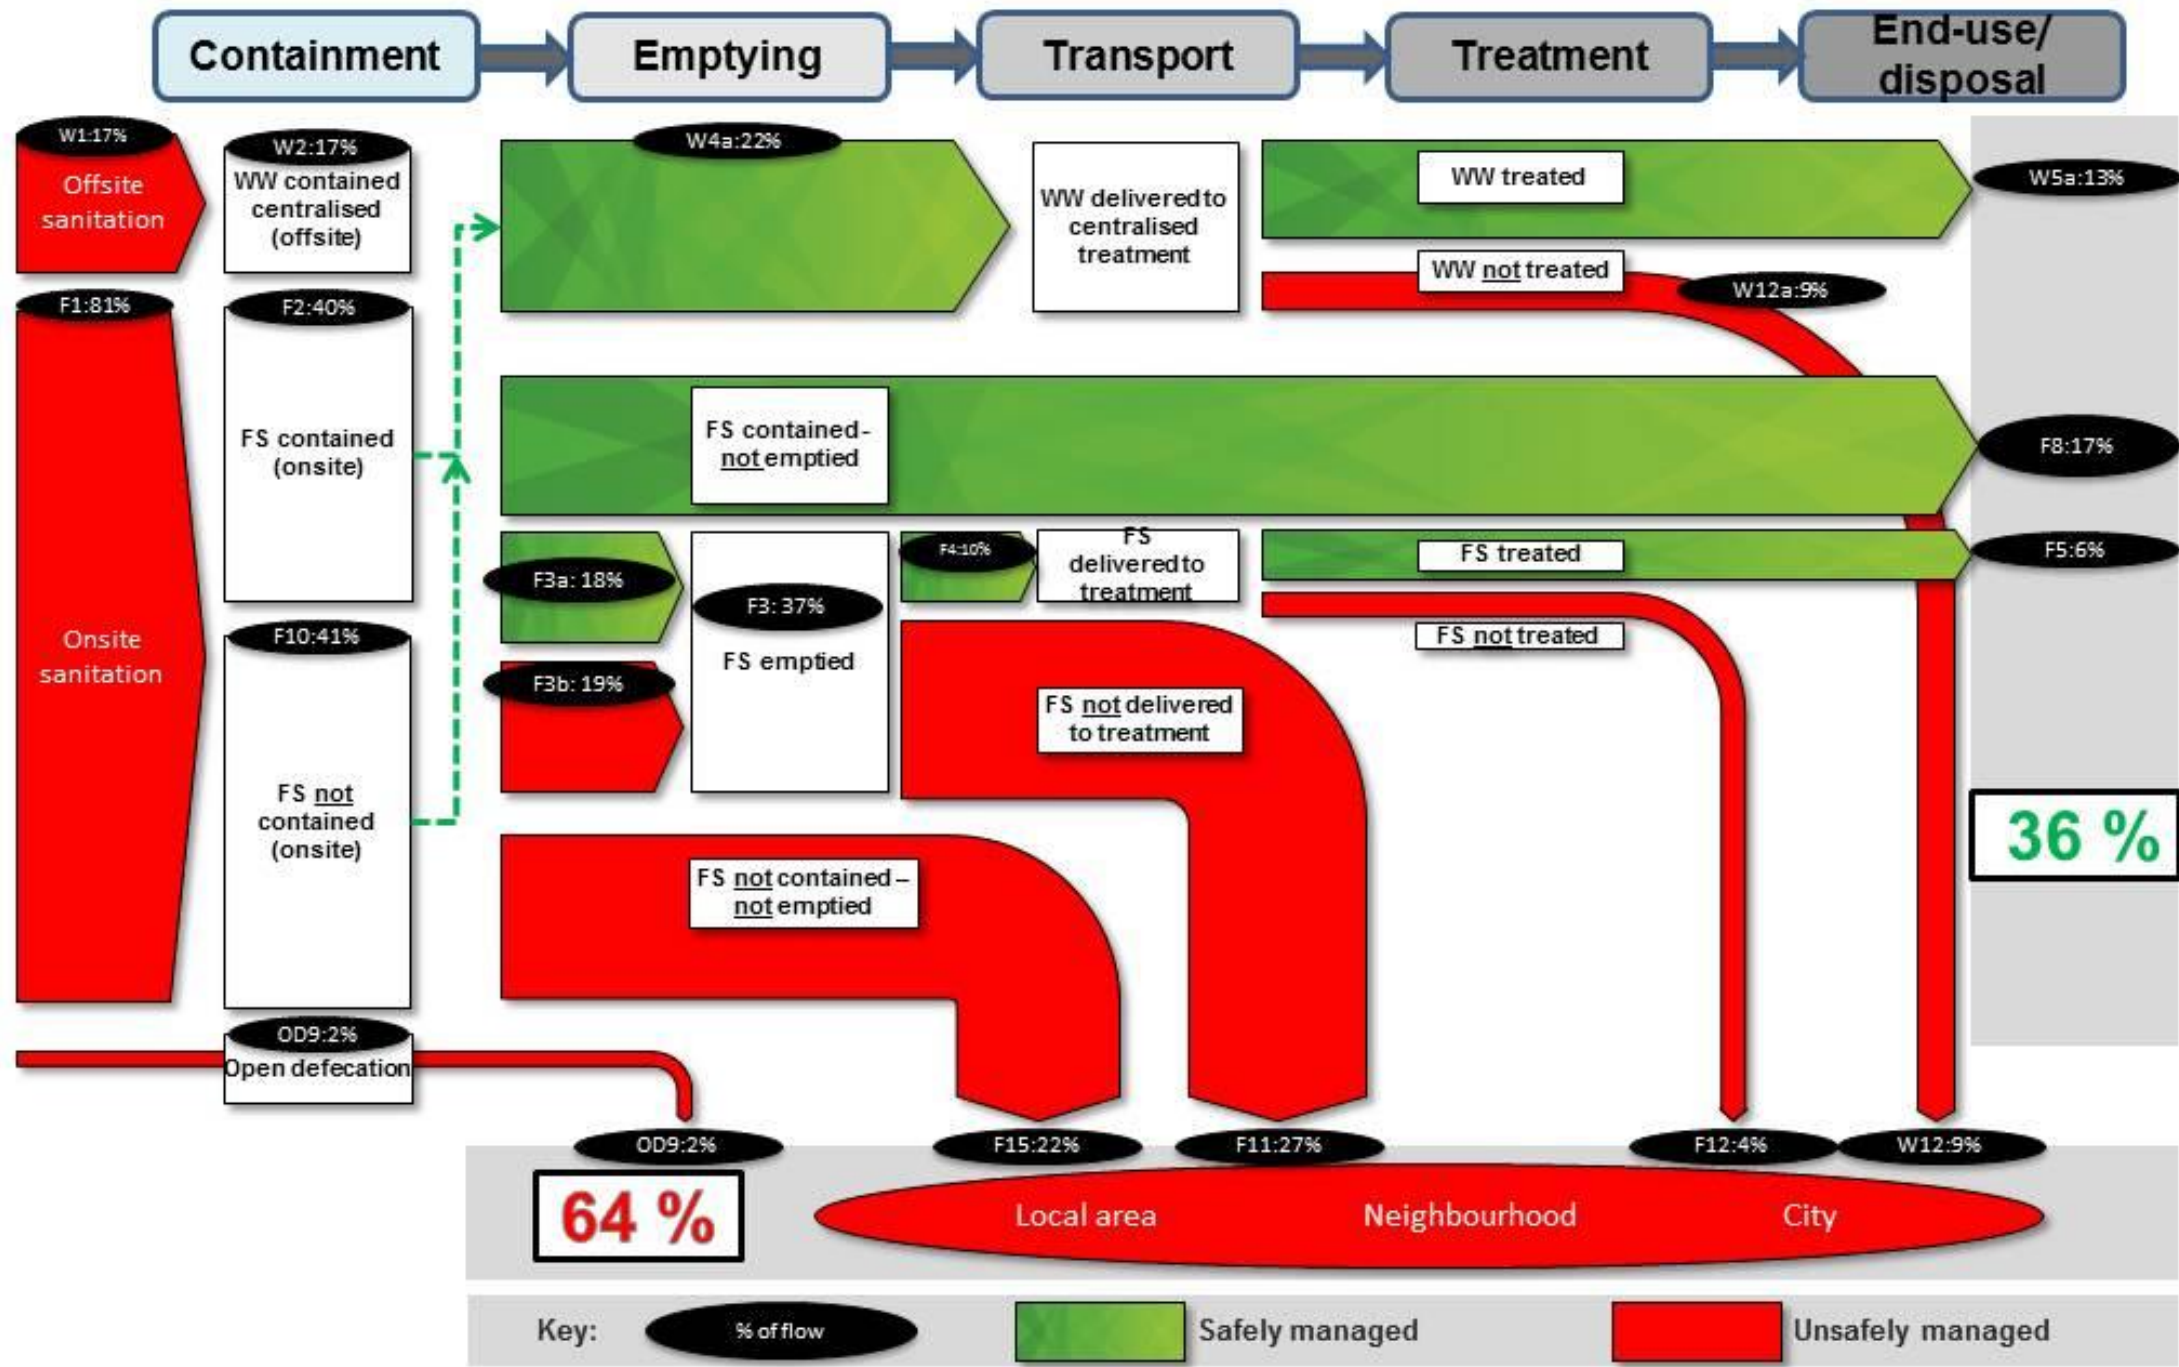 Containment
Emptying
Transport
Treatment
End-use/
disposal
W1:17%
Offsite
sanitation
W2:17%
WW contained
centralised
(offsite)
W4a:22%
WW delivered to
centralised
treatment
WW treated
W5a:13%
WW not treated
W12a:9%
F1:81%
Onsite
sanitation
F2:40%
FS contained
(onsite)
FS contained-
not emptied
F8:17%
F3a: 18%
F3: 37%
FS emptied
F3b: 19%
F4:10%
FS
delivered to
treatment
FS treated
F5:6%
FS not treated
FS not delivered
to treatment
F10:41%
FS not
contained
(onsite)
FS not contained –
not emptied
36 %
OD9:2%
Open defecation
OD9:2%
F15:22%
F11:27%
F12:4%
W12:9%
64 %
Local area
Neighbourhood
City
Key:
% of flow
Safely managed
Unsafely managed